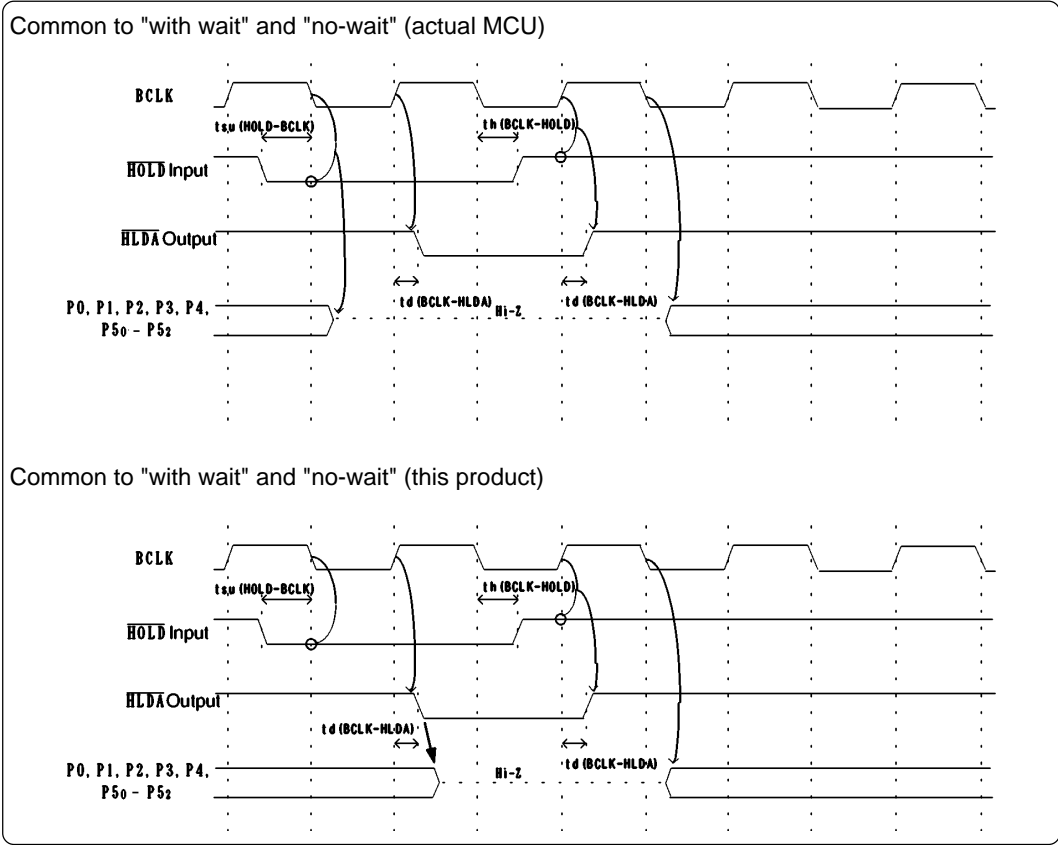 Common to "with wait" and "no-wait" (actual MCU)
BCLK
tsu (HOLD-BCLK)
th (BCLK-HOLD)
HOLD Input
HLDA Output
td (BCLK-HLDA)
td (BCLK-HLDA)
P0, P1, P2, P3, P4,
P50 - P52
Hi-Z
Common to "with wait" and "no-wait" (this product)
BCLK
tsu (HOLD-BCLK)
th (BCLK-HOLD)
HOLD Input
HLDA Output
td (BCLK-HLDA)
td (BCLK-HLDA)
P0, P1, P2, P3, P4,
P50 - P52
Hi-Z